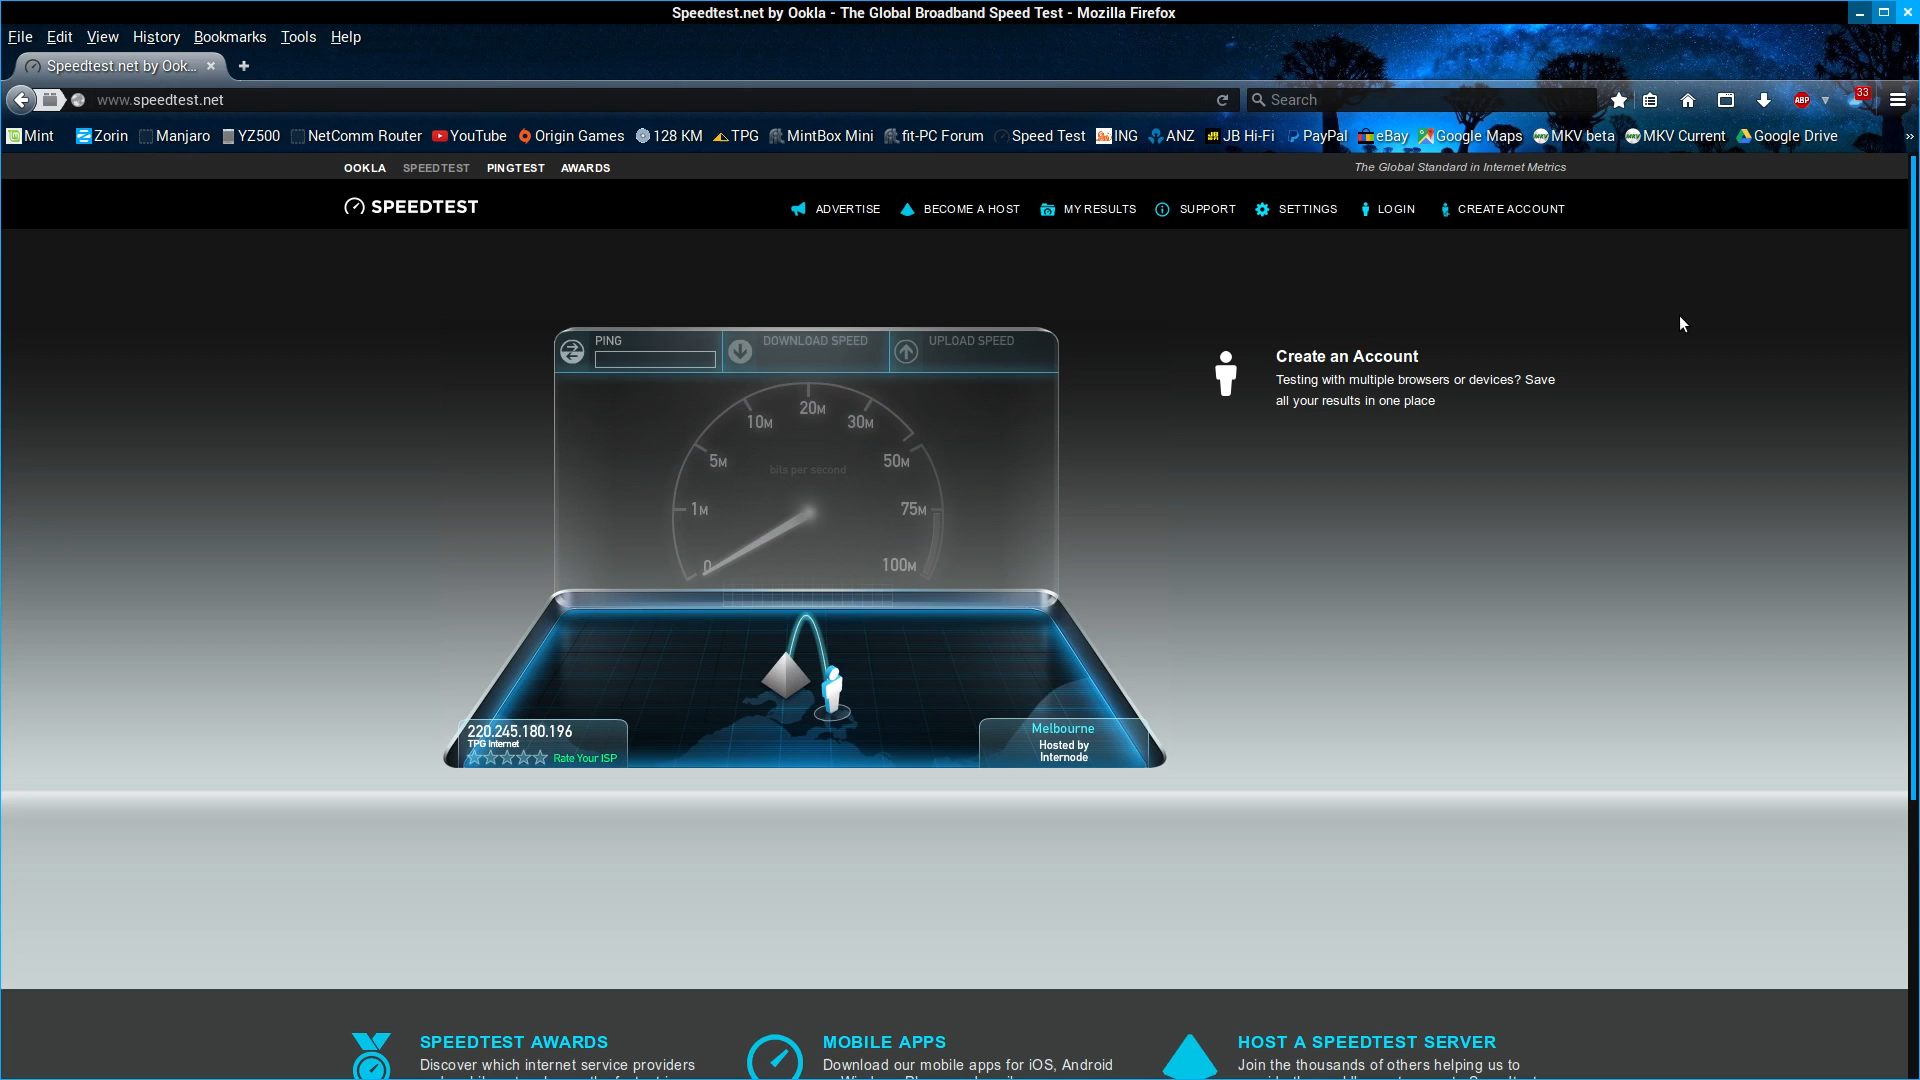 Speedtest.net by Ookla - The Global Broadband Speed Test - Mozilla Firefox
File Edit View History Bookmarks Tools Help
Speedtest.net by Ook...
www.speedtest.net
Search
ABP
33
Mint Zorin Manjaro YZ500 NetComm Router YouTube Origin Games 128 KM TPG MintBox Mini fit-PC Forum Speed Test ING ANZ JB Hi-Fi PayPal eBay Google Maps MKV beta MKV Current Google Drive »
OOKLA SPEEDTEST PINGTEST AWARDS
The Global Standard in Internet Metrics
SPEEDTEST
ADVERTISE BECOME A HOST MY RESULTS SUPPORT SETTINGS LOGIN CREATE ACCOUNT
PING DOWNLOAD SPEED UPLOAD SPEED
Create an Account
Testing with multiple browsers or devices? Save
all your results in one place
20M
10M 30M
5M 50M
bits per second
1M 75M
0 100M
220.245.180.196
TPG Internet
Rate Your ISP
Melbourne
Hosted by
Internode
SPEEDTEST AWARDS
Discover which internet service providers
MOBILE APPS
Download our mobile apps for iOS, Android
HOST A SPEEDTEST SERVER
Join the thousands of others helping us to